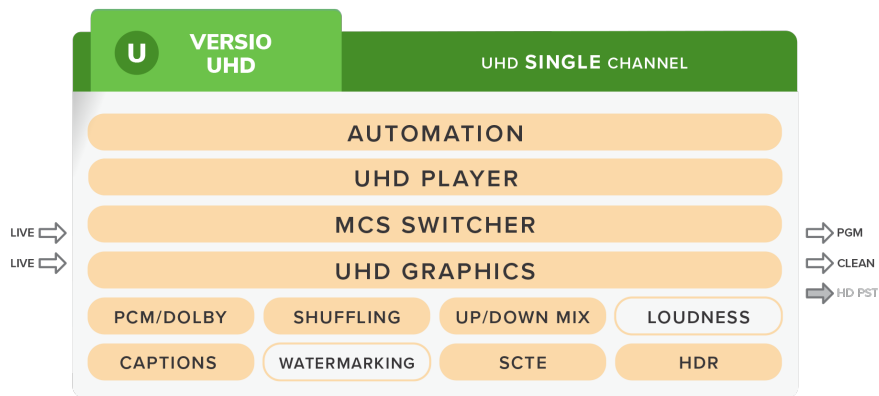 U
VERSIO
UHD
UHD SINGLE CHANNEL
AUTOMATION
UHD PLAYER
MCS SWITCHER
UHD GRAPHICS
LIVE
LIVE
PGM
CLEAN
HD PST
PCM/DOLBY SHUFFLING UP/DOWN MIX LOUDNESS
CAPTIONS WATERMARKING SCTE HDR